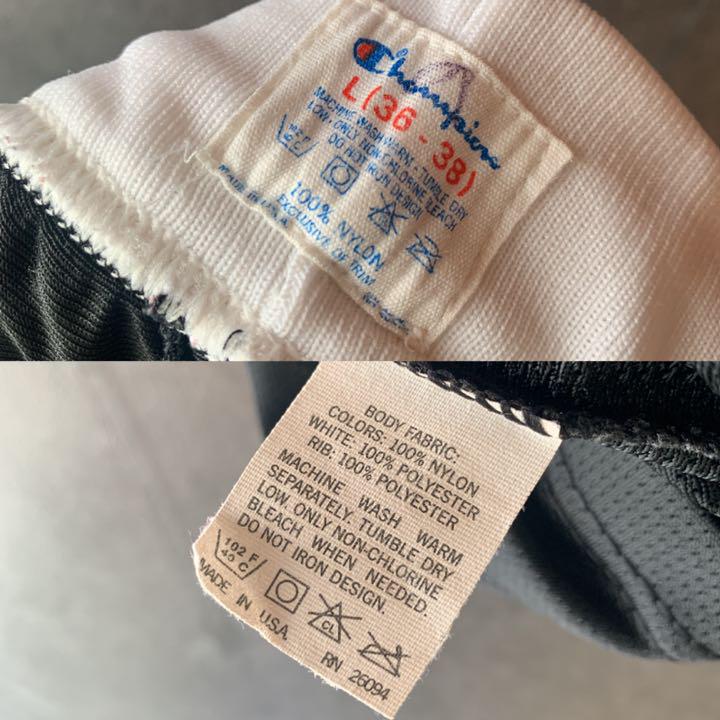 Champion
L (36 - 38)
MACHINE WASH WARM - TUMBLE DRY
LOW, ONLY NON-CHLORINE BLEACH
DO NOT IRON DESIGN
100% NYLON
EXCLUSIVE OF TRIM
MADE IN U.S.A.
BODY FABRIC:
COLORS: 100% NYLON
WHITE: 100% POLYESTER
RIB: 100% POLYESTER
MACHINE WASH WARM
SEPARATELY. TUMBLE DRY
LOW, ONLY NON-CHLORINE
BLEACH WHEN NEEDED.
DO NOT IRON DESIGN.
102 F
40 C
CL
MADE IN U.S.A.
RN 26094